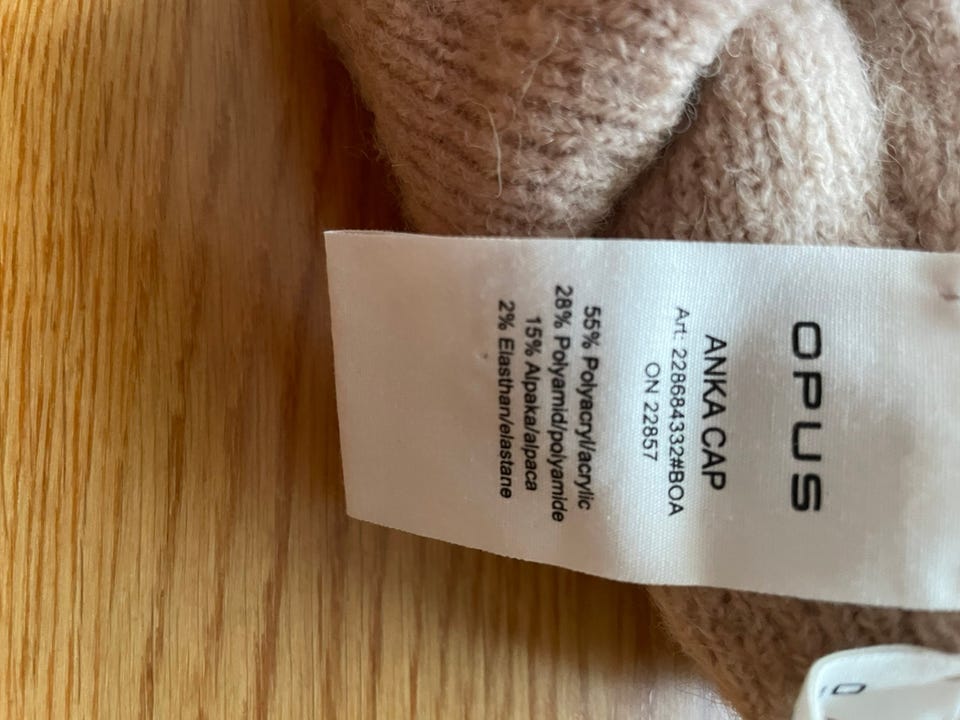 OPUS
ANKA CAP
Art: 228684332#BOA
ON 22857
55% Polyacryl/acrylic
28% Polyamid/polyamide
15% Alpaka/alpaca
2% Elasthan/elastane